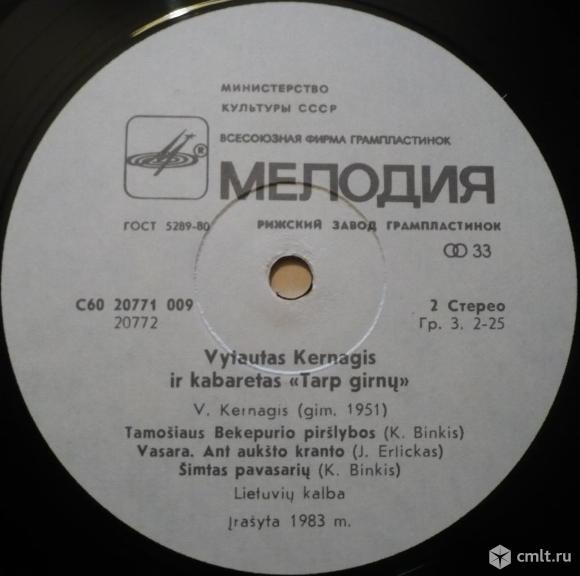 МИНИСТЕРСТВО
КУЛЬТУРЫ СССР
ВСЕСОЮЗНАЯ ФИРМА ГРАМПЛАСТИНОК
®
МЕЛОДИЯ
ГОСТ 5289-80 РИЖСКИЙ ЗАВОД ГРАМПЛАСТИНОК
33
С60 20771 009 2 Стерео
20772 Гр. 3. 2-25
Vytautas Kernagis
ir kabaretas «Tarp girnų»
V. Kernagis (gim. 1951)
Tamošiaus Bekepurio piršlybos (K. Binkis)
Vasara. Ant aukšto kranto (J. Erlickas)
Šimtas pavasarių (K. Binkis)
Lietuvių kalba
Įrašyta 1983 m.
cmlt.ru